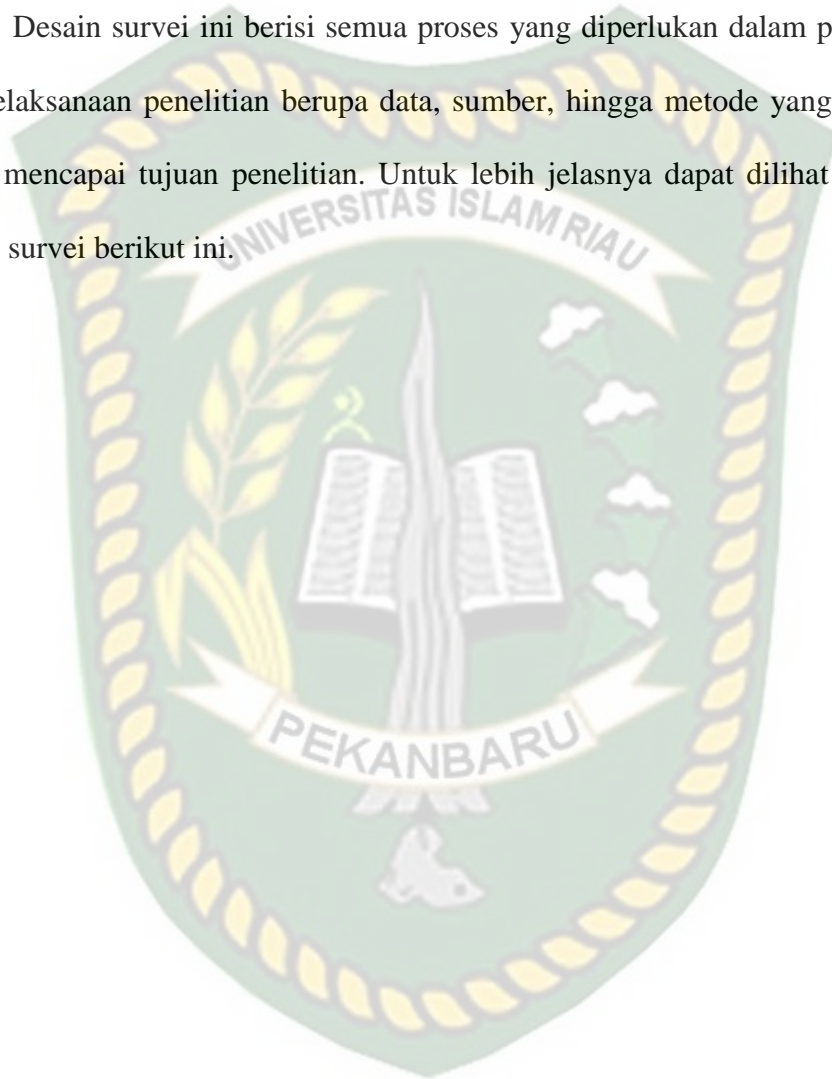 Desain survei ini berisi semua proses yang diperlukan dalam p
elaksanaan penelitian berupa data, sumber, hingga metode yang
mencapai tujuan penelitian. Untuk lebih jelasnya dapat dilihat
survei berikut ini.
UNIVERSITAS ISLAM RIAU
PEKANBARU